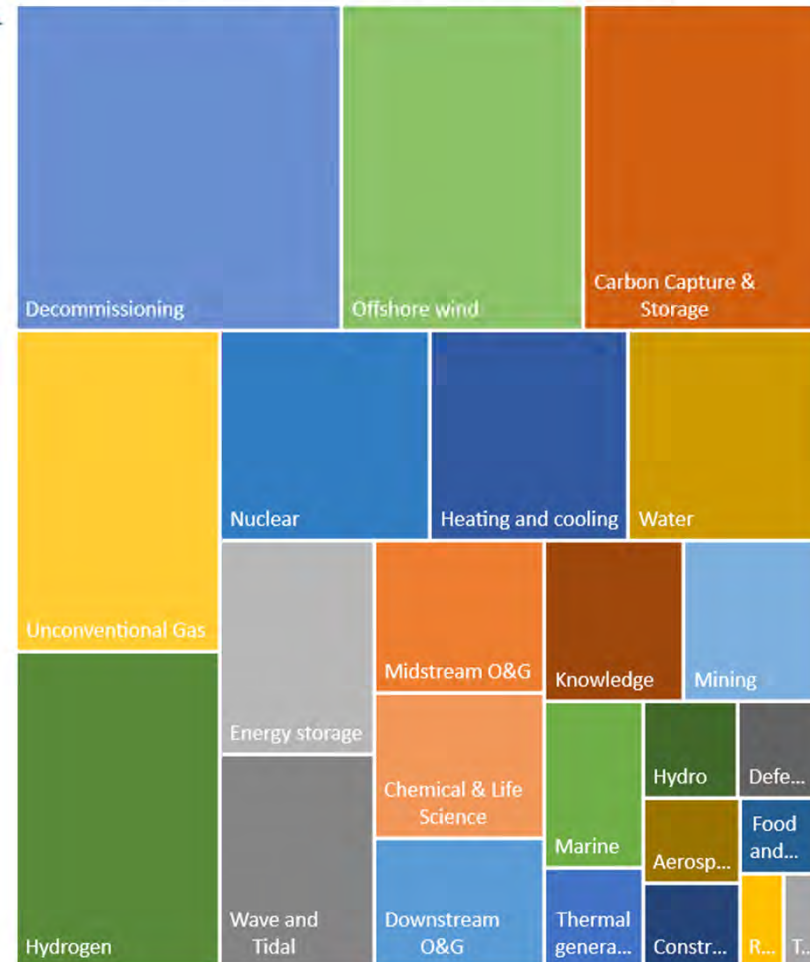 Decommissioning
Offshore wind
Carbon Capture &
Storage
Unconventional Gas
Nuclear
Heating and cooling
Water
Hydrogen
Energy storage
Wave and
Tidal
Midstream O&G
Chemical & Life
Science
Downstream
O&G
Knowledge
Mining
Marine
Thermal
genera...
Hydro
Defe...
Aerosp...
Food
and...
Constr...
R...
T...